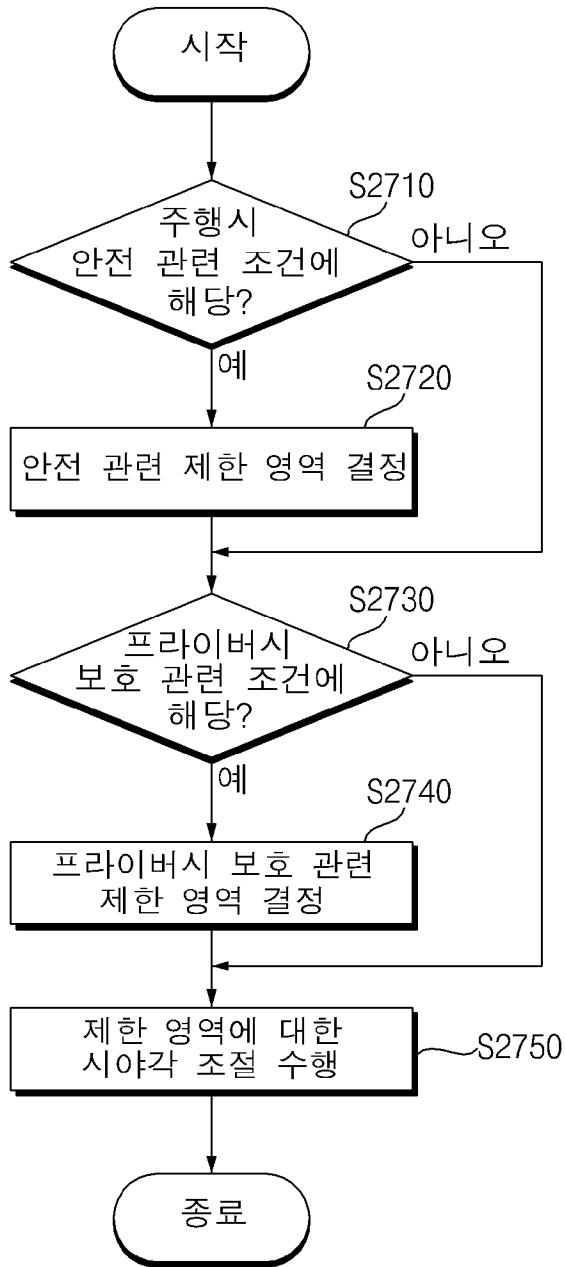 시작
S2710
주행시
안전 관련 조건에
해당?
아니오
예
S2720
안전 관련 제한 영역 결정
S2730
프라이버시
보호 관련 조건에
해당?
아니오
예
S2740
프라이버시 보호 관련
제한 영역 결정
제한 영역에 대한
시야각 조절 수행
S2750
종료